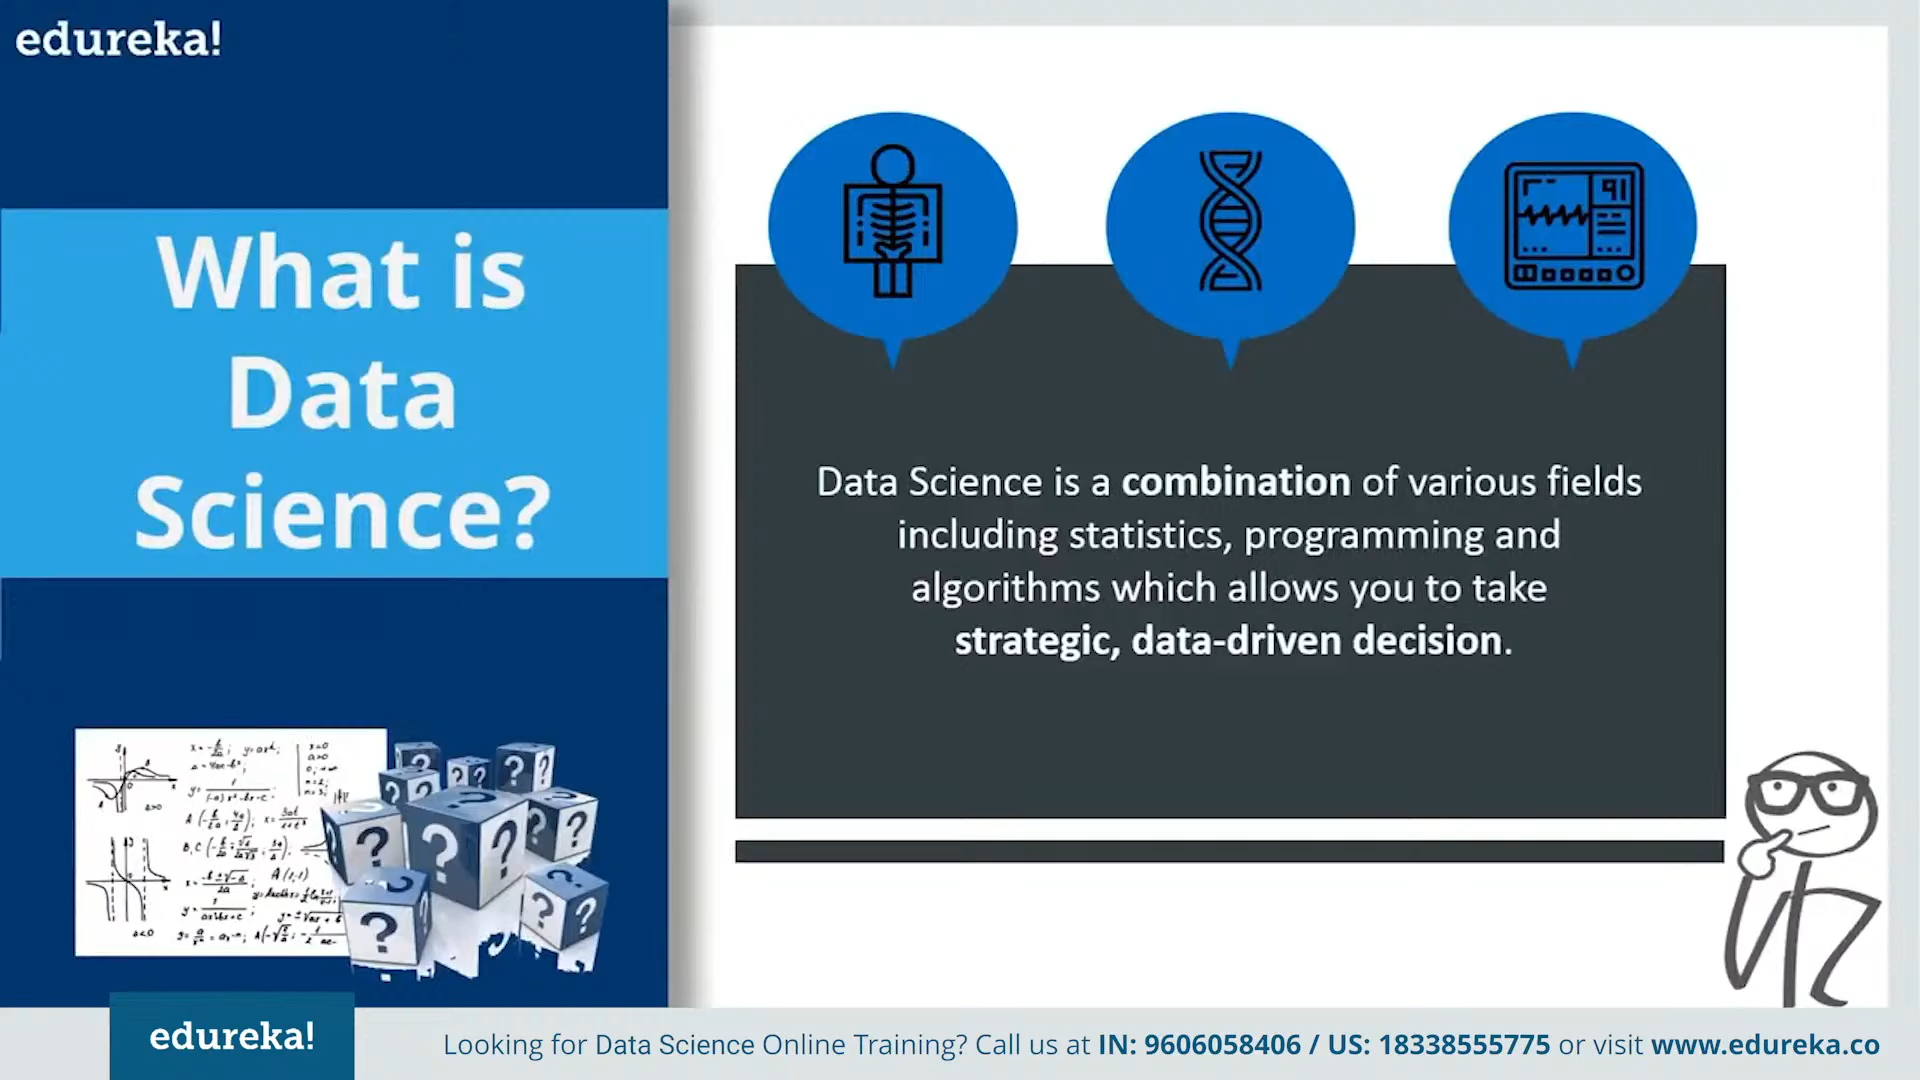 edureka!
What is
Data
Science?
91
Data Science is a combination of various fields
including statistics, programming and
algorithms which allows you to take
strategic, data-driven decision.
? ? ? ? ? ? ? ? ? ? ? ? ?
edureka!
Looking for Data Science Online Training? Call us at IN: 9606058406 / US: 18338555775 or visit www.edureka.co